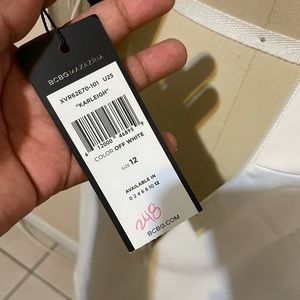 BCBGMAXAZRIA
XVR62E70-101 U25
"KARLEIGH"
COLOR OFF WHITE
SIZE 12
AVAILABLE IN
0 2 4 6 8 10 12
248
BCBG.COM